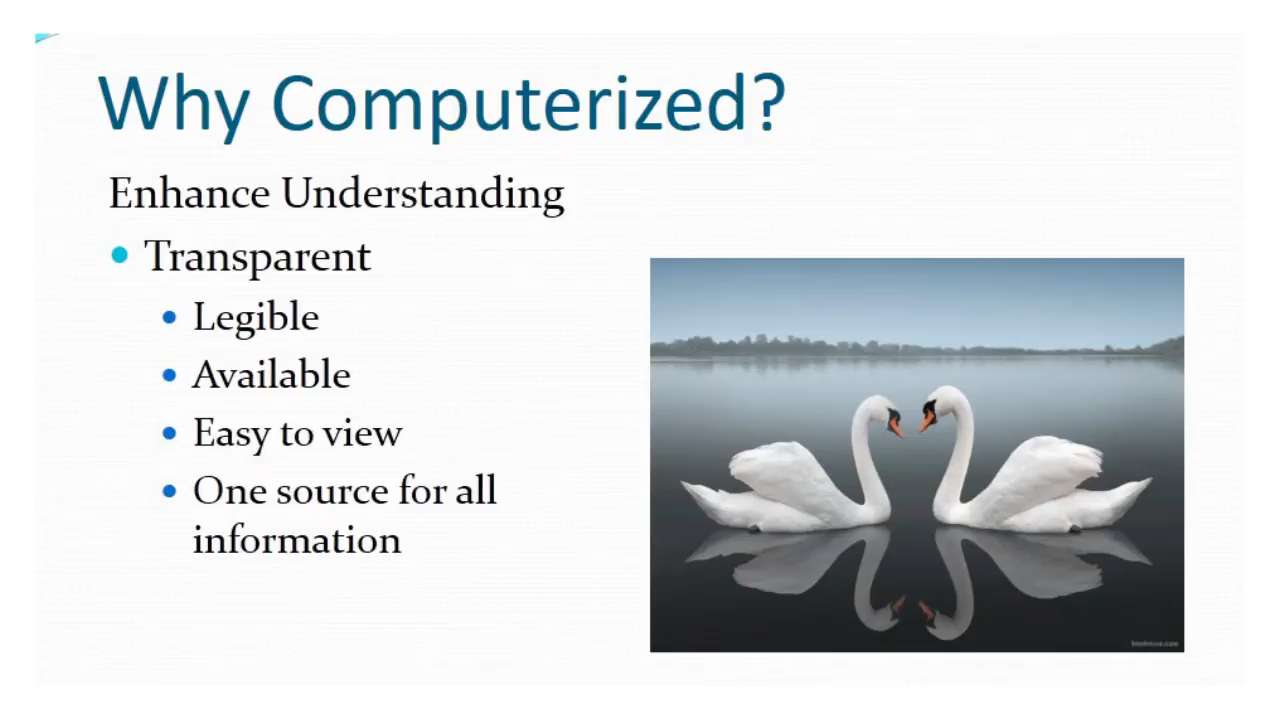 Why Computerized?
Enhance Understanding
Transparent
Legible
Available
Easy to view
One source for all
information